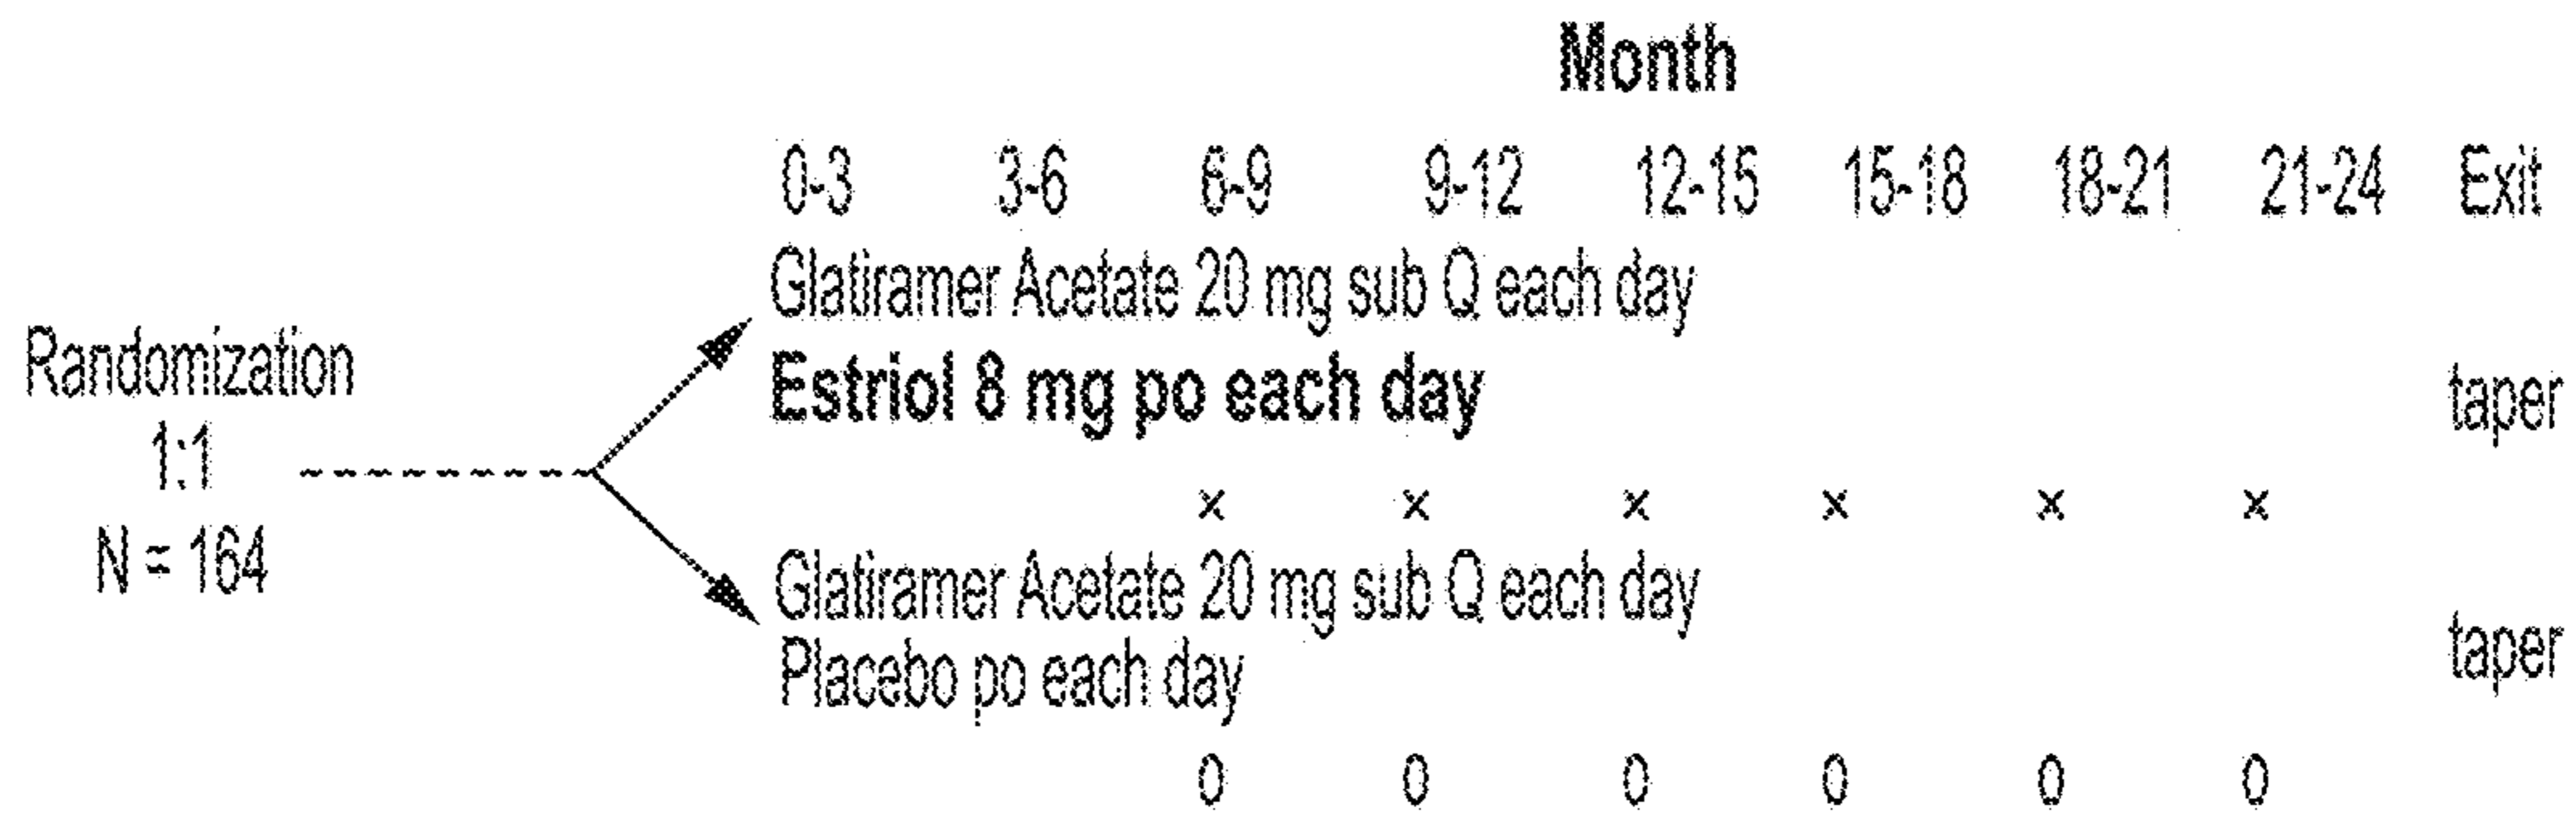 Month
0-3 3-6 6-9 9-12 12-15 15-18 18-21 21-24 Exit
Glatiramer Acetate 20 mg sub Q each day
Randomization
1:1
N = 164
Estriol 8 mg po each day taper
x x x x x x
Glatiramer Acetate 20 mg sub Q each day
Placebo po each day taper
0 0 0 0 0 0